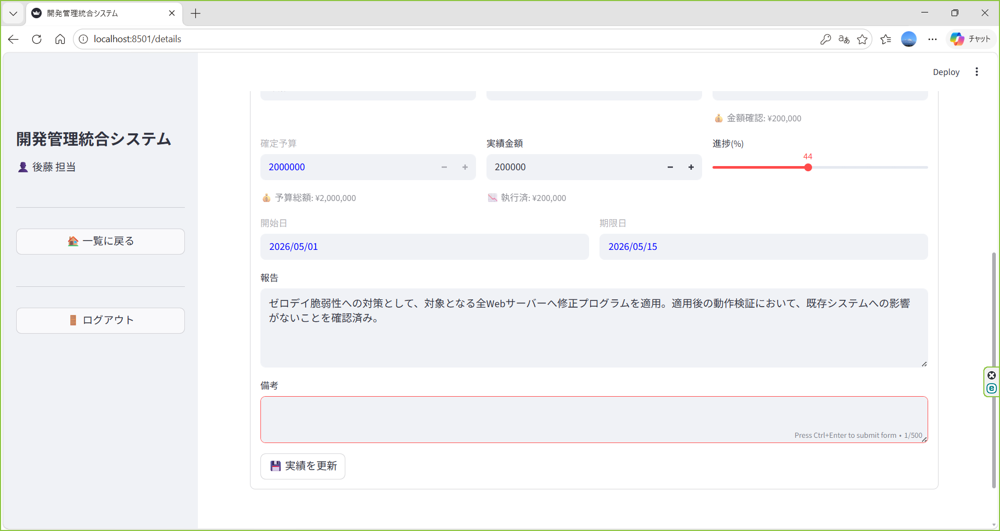 開発管理統合システム
localhost:8501/details
チャット
Deploy
開発管理統合システム
後藤 担当
一覧に戻る
ログアウト
金額確認: ¥200,000
確定予算
実績金額
進捗(%)
2000000
200000
44
予算総額: ¥2,000,000
執行済: ¥200,000
開始日
期限日
2026/05/01
2026/05/15
報告
ゼロデイ脆弱性への対策として、対象となる全Webサーバーへ修正プログラムを適用。適用後の動作検証において、既存システムへの影響
がないことを確認済み。
備考
Press Ctrl+Enter to submit form • 1/500
実績を更新